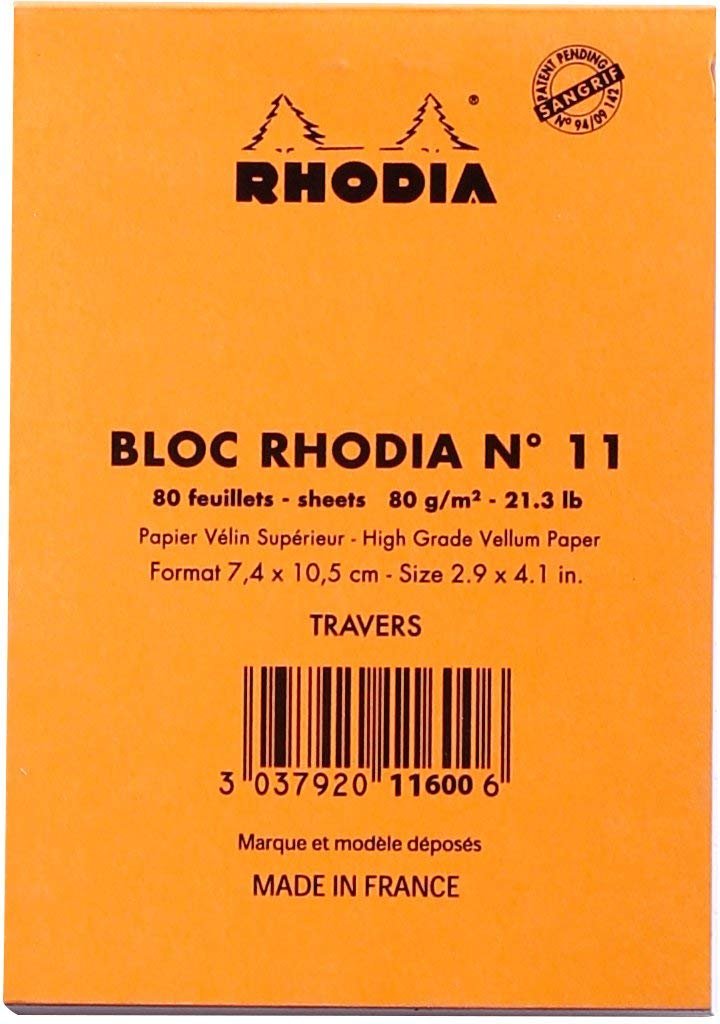 PATENT PENDING
SANGRIF
N° 94/09 142
®
RHODIA
BLOC RHODIA N° 11
80 feuillets - sheets 80 g/m² - 21.3 lb
Papier Vélin Supérieur - High Grade Vellum Paper
Format 7,4 x 10,5 cm - Size 2.9 x 4.1 in.
TRAVERS
3 037920 11600 6
Marque et modèle déposés
MADE IN FRANCE